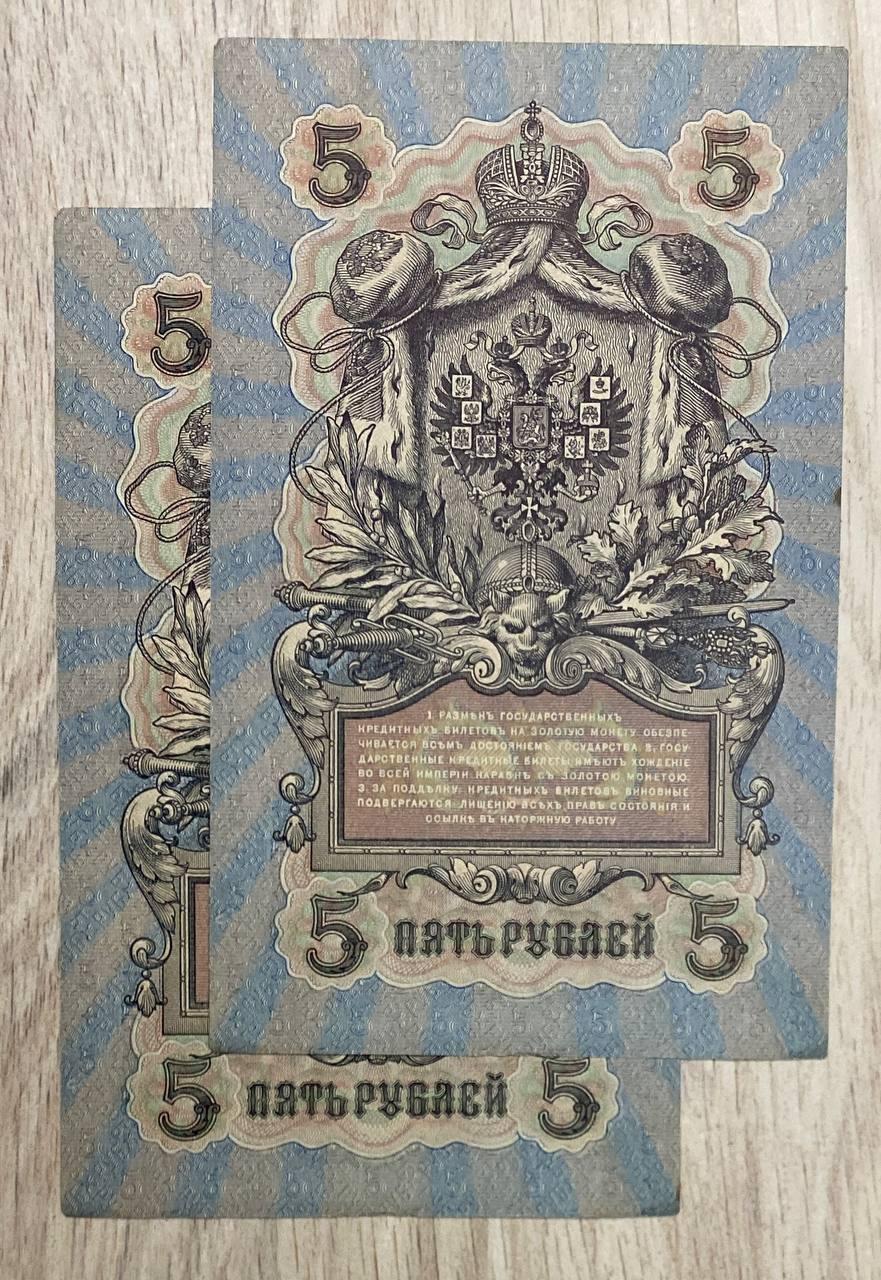 5 5
1. РАЗМѢНЪ ГОСУДАРСТВЕННЫХЪ
КРЕДИТНЫХЪ БИЛЕТОВЪ НА ЗОЛОТУЮ МОНЕТУ ОБЕЗПЕ-
ЧИВАЕТСЯ ВСѢМЪ ДОСТОЯНІЕМЪ ГОСУДАРСТВА. 2. ГОСУ-
ДАРСТВЕННЫЕ КРЕДИТНЫЕ БИЛЕТЫ ИМѢЮТЪ ХОЖДЕНІЕ
ВО ВСЕЙ ИМПЕРІИ НАРАВНѢ СЪ ЗОЛОТОЮ МОНЕТОЮ.
3. ЗА ПОДДѢЛКУ КРЕДИТНЫХЪ БИЛЕТОВЪ ВИНОВНЫЕ
ПОДВЕРГАЮТСЯ ЛИШЕНІЮ ВСѢХЪ ПРАВЪ СОСТОЯНІЯ И
ССЫЛКѢ ВЪ КАТОРЖНУЮ РАБОТУ
5 ПЯТЬ РУБЛЕЙ 5
5
5 ПЯТЬ РУБЛЕЙ 5